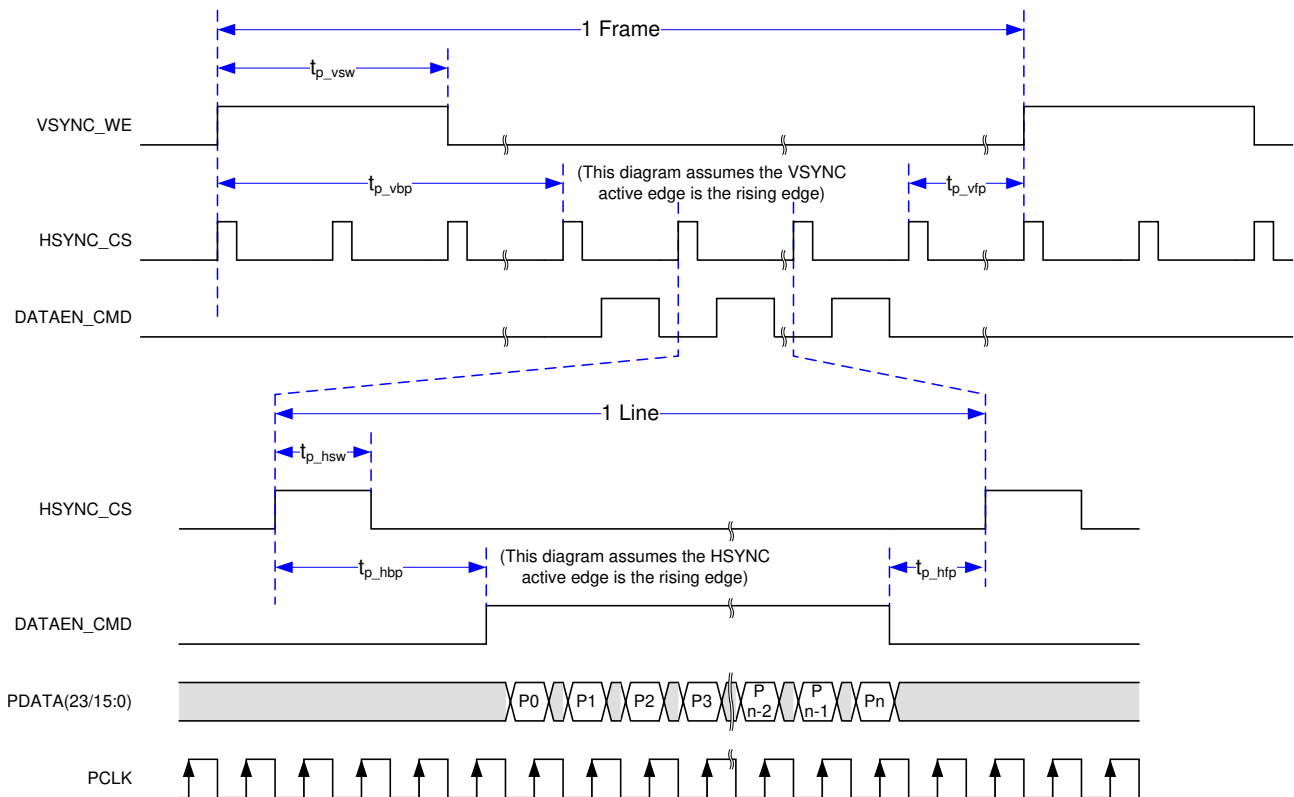 1 Frame
tp_vsw
VSYNC_WE
tp_vbp
(This diagram assumes the VSYNC
active edge is the rising edge)
tp_vfp
HSYNC_CS
DATAEN_CMD
1 Line
tp_hsw
HSYNC_CS
tp_hbp
(This diagram assumes the HSYNC
active edge is the rising edge)
tp_hfp
DATAEN_CMD
PDATA(23/15:0)
P0
P1
P2
P3
P
n-2
P
n-1
Pn
PCLK